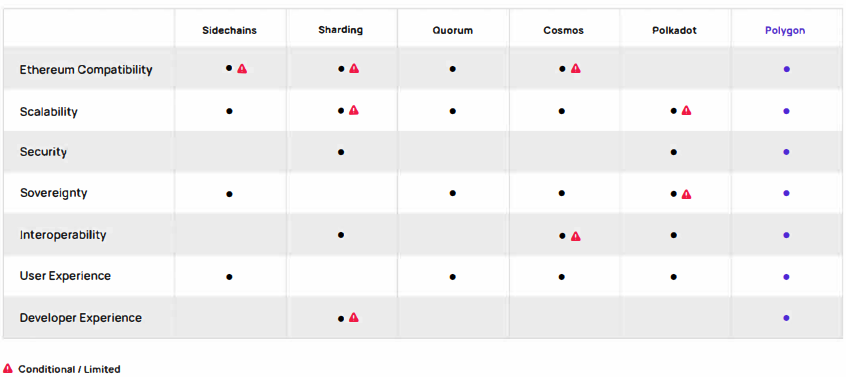 Sidechains Sharding Quorum Cosmos Polkadot Polygon
Ethereum Compatibility
Scalability
Security
Sovereignty
Interoperability
User Experience
Developer Experience
Conditional / Limited